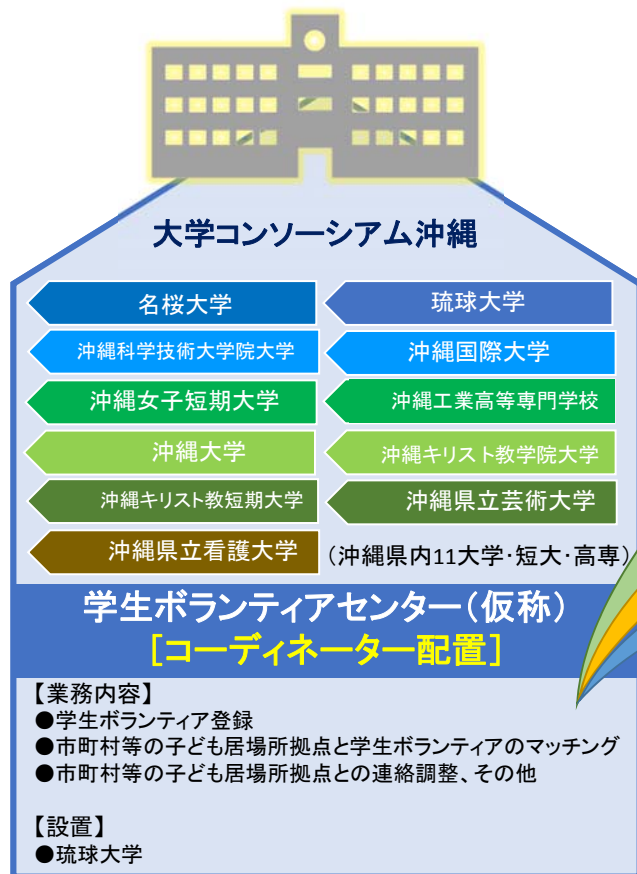 大学コンソーシアム沖縄
名桜大学
琉球大学
沖縄科学技術大学院大学
沖縄国際大学
沖縄女子短期大学
沖縄工業高等専門学校
沖縄大学
沖縄キリスト教学院大学
沖縄キリスト教短期大学
沖縄県立芸術大学
沖縄県立看護大学
（沖縄県内11大学･短大･高専）
学生ボランティアセンター（仮称）
［コーディネーター配置］
【業務内容】
●学生ボランティア登録
●市町村等の子ども居場所拠点と学生ボランティアのマッチング
●市町村等の子ども居場所拠点との連絡調整、その他
【設置】
●琉球大学